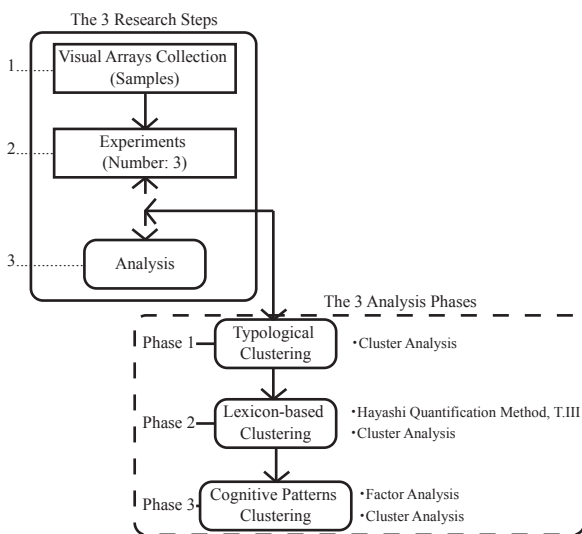 The 3 Research Steps
1
Visual Arrays Collection
(Samples)
2
Experiments
(Number: 3)
3
Analysis
The 3 Analysis Phases
Phase 1
Typological
Clustering
・Cluster Analysis
Phase 2
Lexicon-based
Clustering
・Hayashi Quantification Method, T.III
・Cluster Analysis
Phase 3
Cognitive Patterns
Clustering
・Factor Analysis
・Cluster Analysis